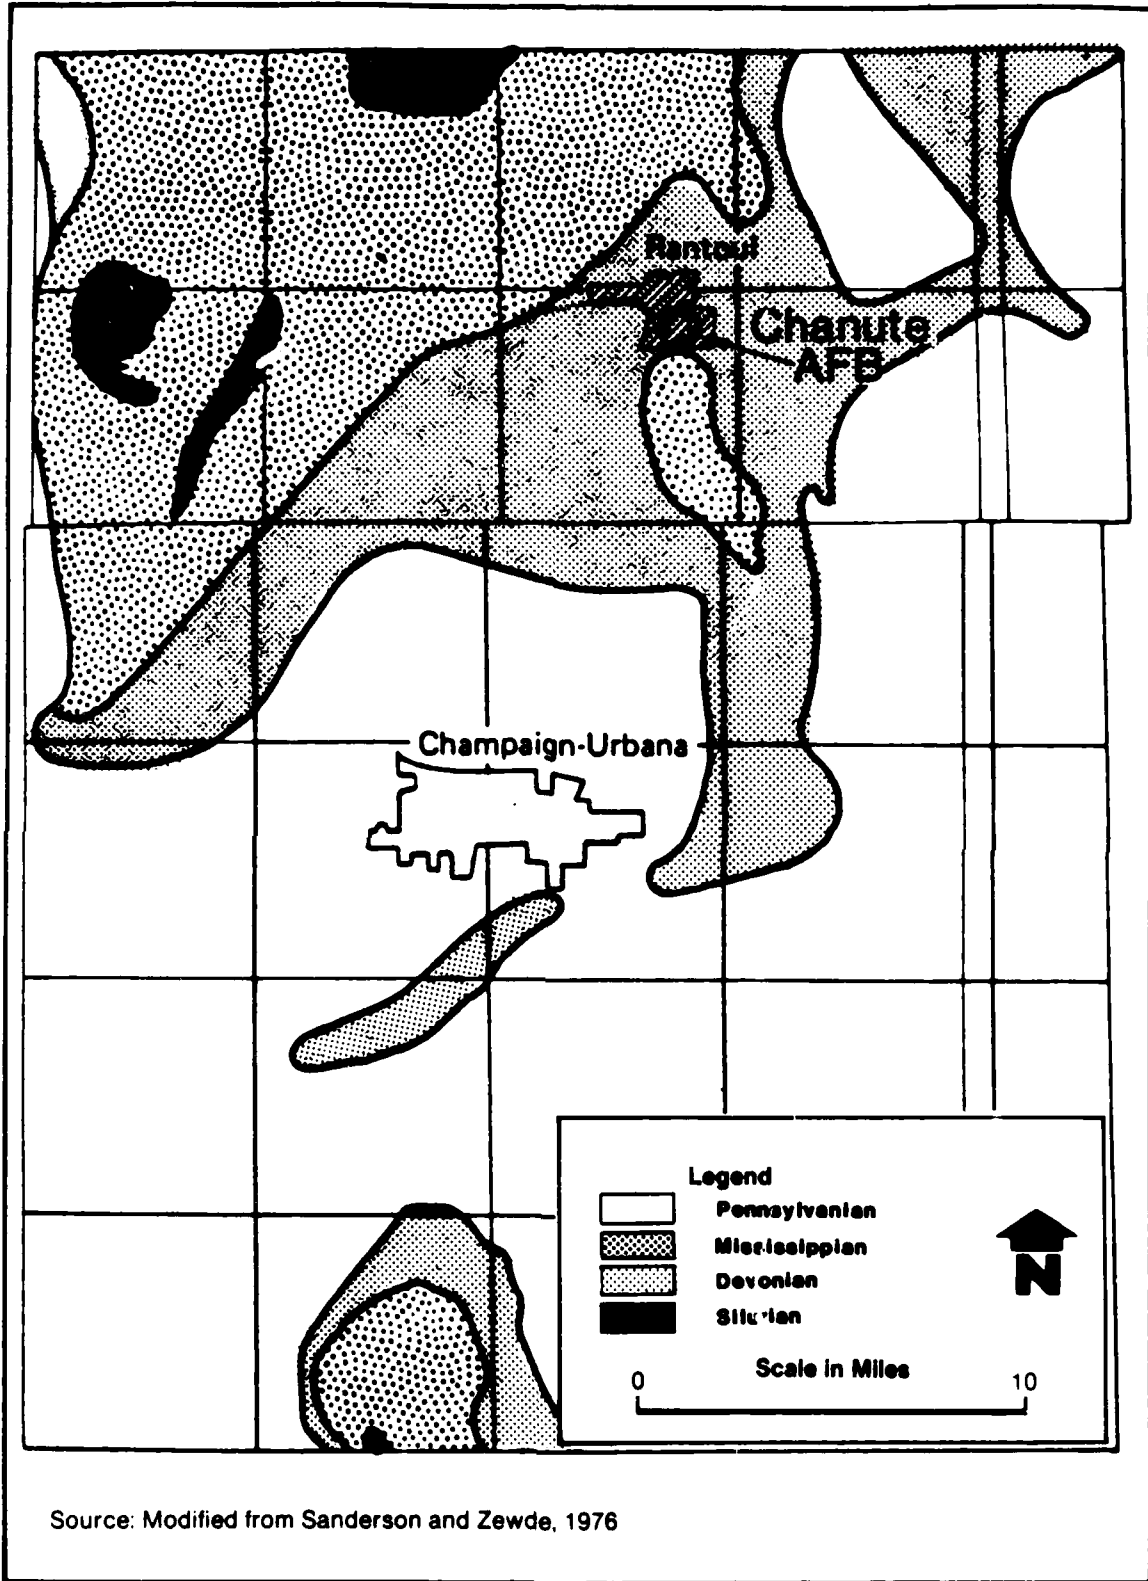 Rantoul
Chanute
AFB
Champaign-Urbana
Legend
Pennsylvanian
Mississippian
Devonian
Silurian
N
Scale in Miles
0 10
Source: Modified from Sanderson and Zewde, 1976